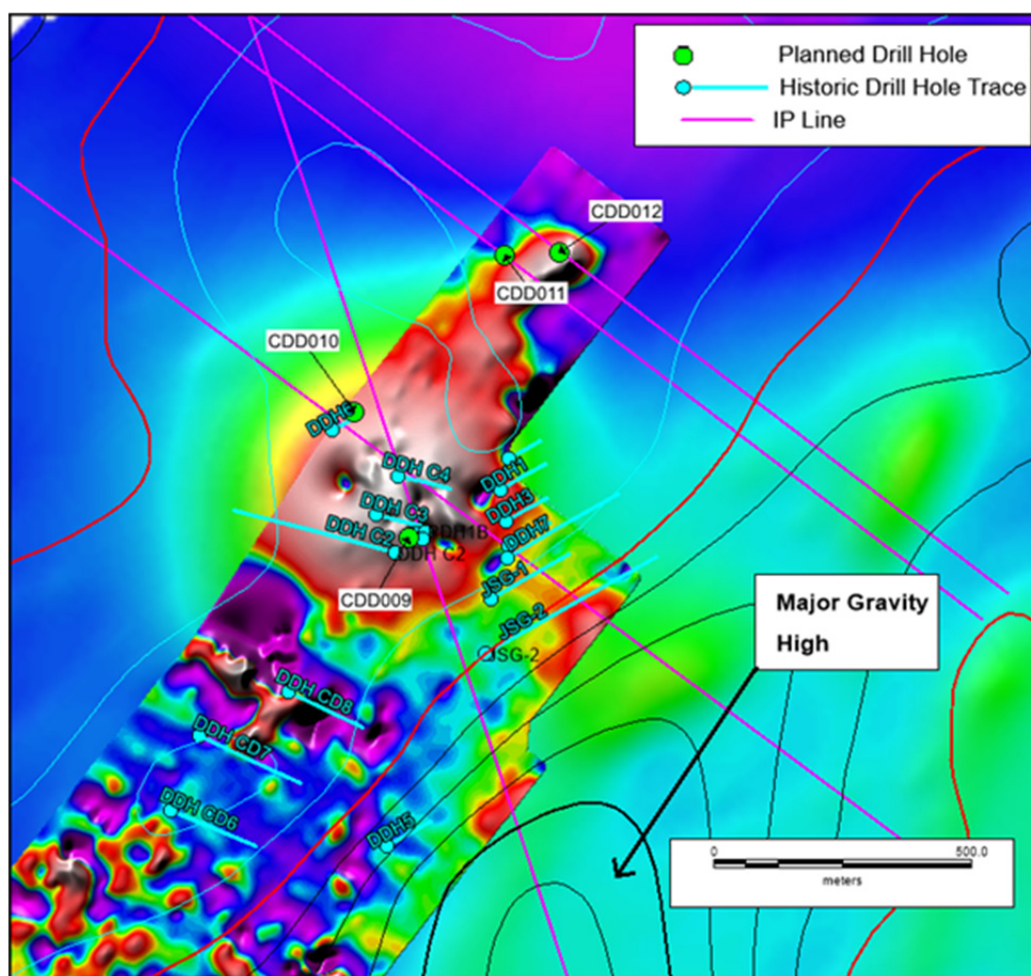 Planned Drill Hole
Historic Drill Hole Trace
IP Line
CDD012
CDD011
CDD010
DDH6
DDH C4
DDH1
DDH C3
DDH3
DDH C2
DDH1B
DDH7
DDH C2
JSG-1
CDD009
JSG-2
JSG-2
Major Gravity
High
DDH CD8
DDH CD7
DDH CD6
DDH5
0 500.0
meters